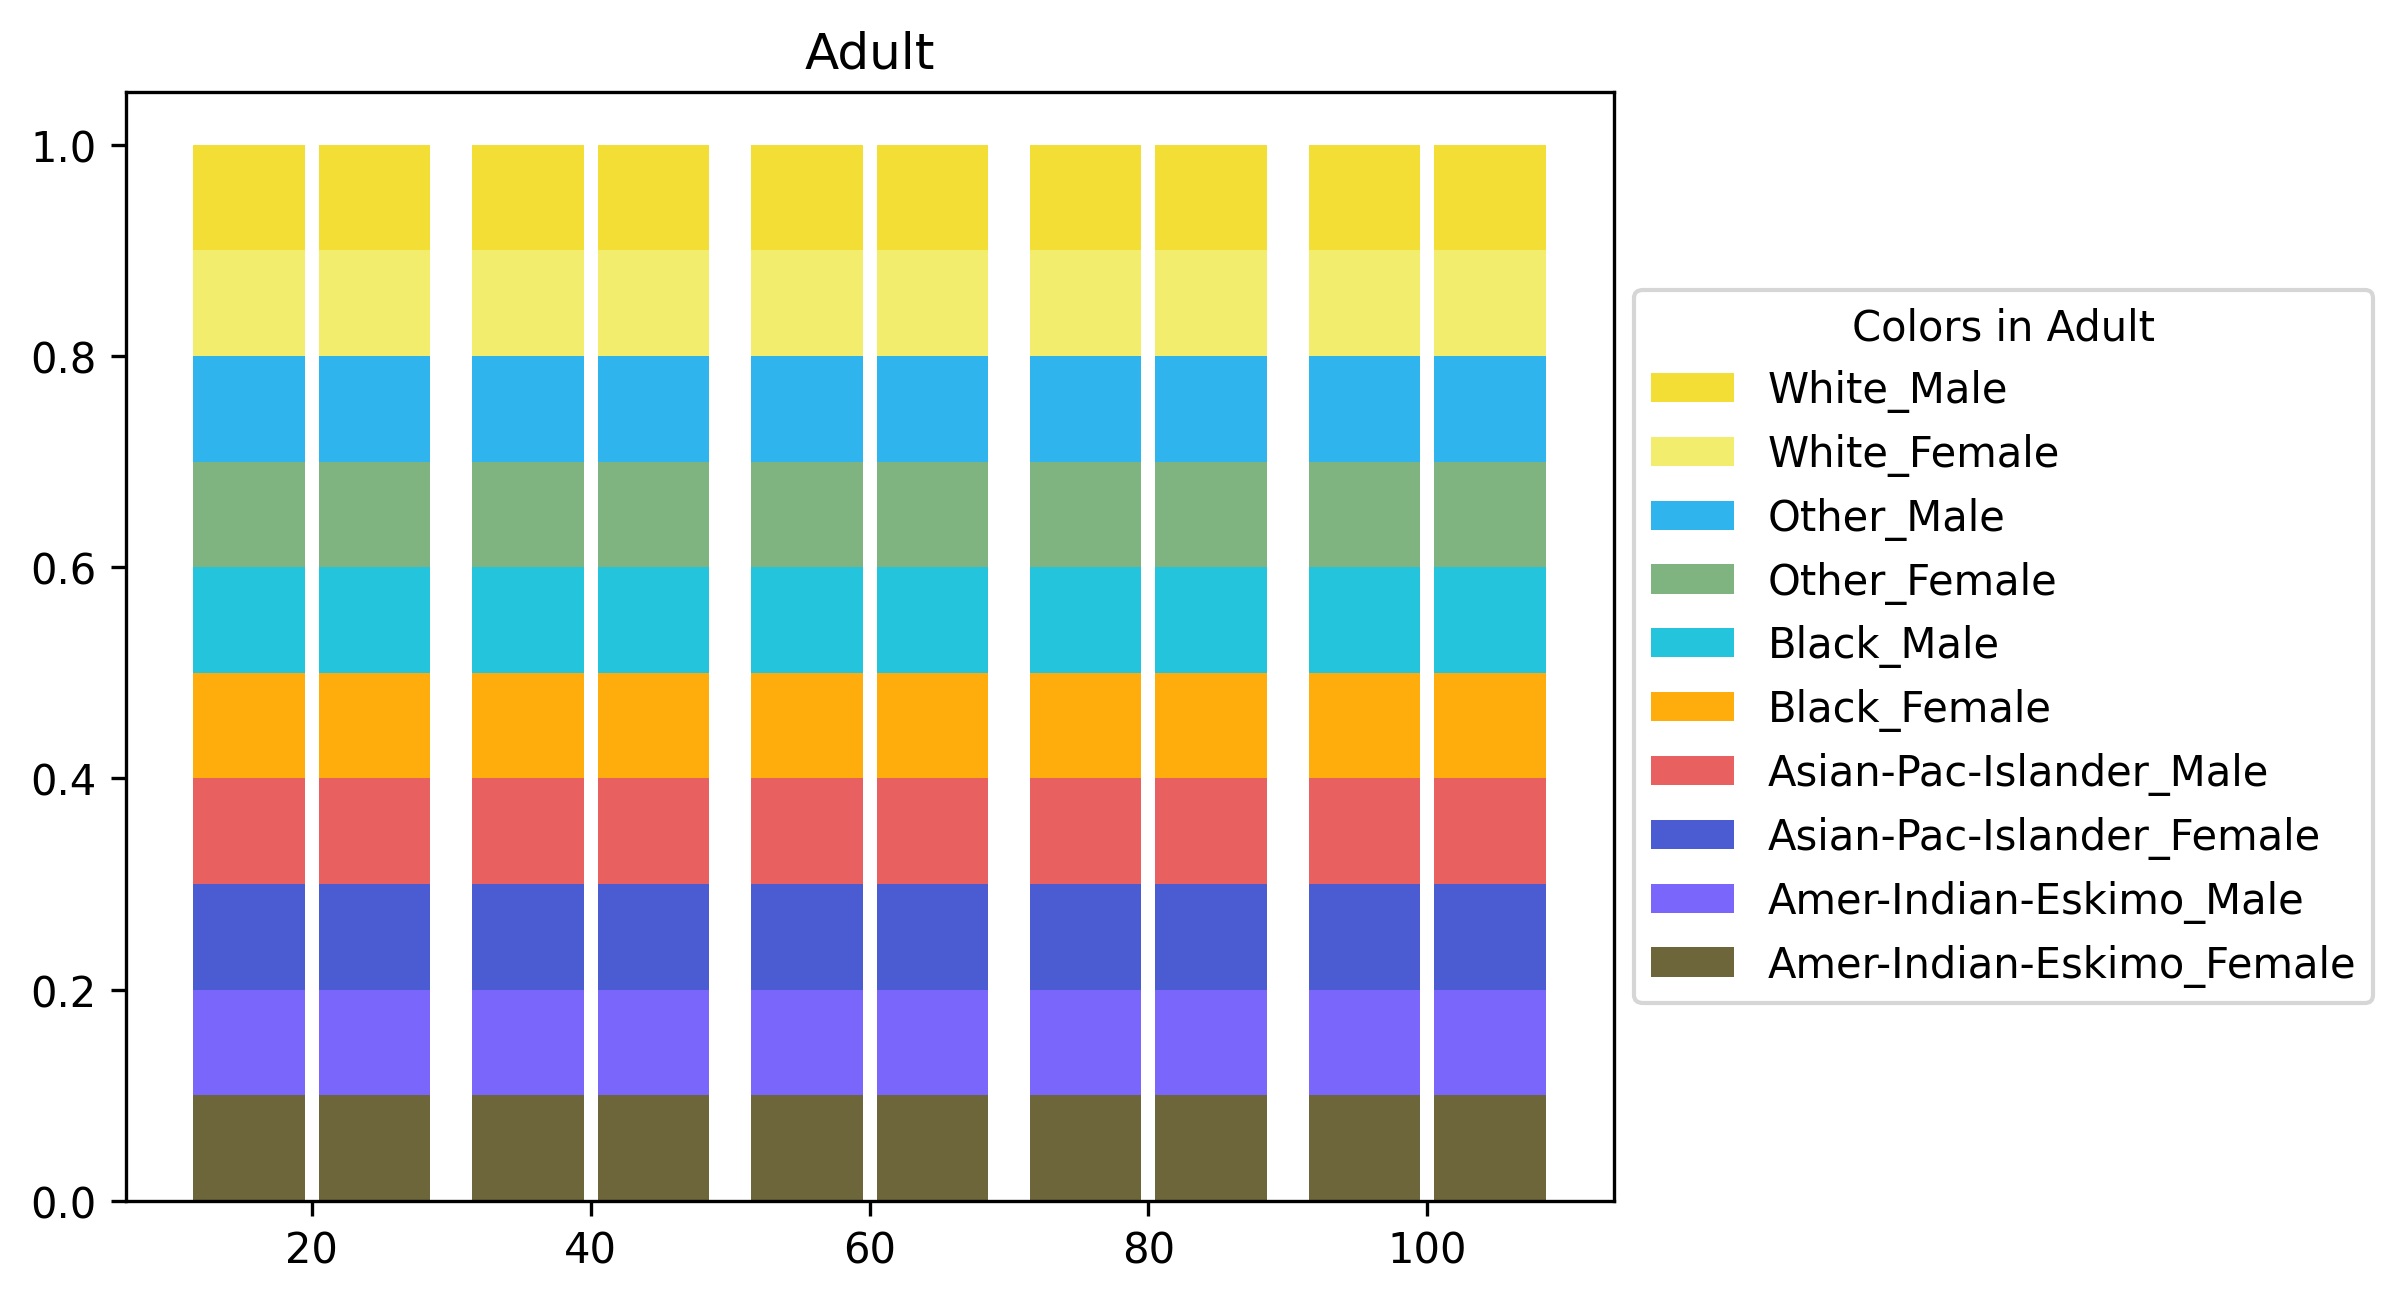 Adult
1.0
0.8
0.6
0.4
0.2
0.0
20 40 60 80 100
Colors in Adult
White_Male
White_Female
Other_Male
Other_Female
Black_Male
Black_Female
Asian-Pac-Islander_Male
Asian-Pac-Islander_Female
Amer-Indian-Eskimo_Male
Amer-Indian-Eskimo_Female